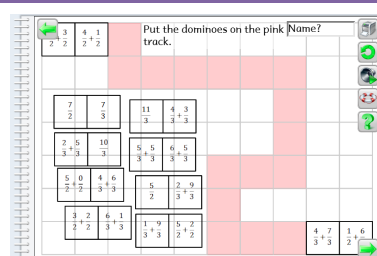 Put the dominoes on the pink track.
Name?
3/2 4/2 + 1/2
7/2 7/3
11/3 4/3 + 3/3
2/3 + 5/3 10/3
5/3 + 5/3 6/3 + 5/3
5/2 + 0/2 4/3 + 6/3
5/2 2/3 + 9/3
3/2 + 2/2 6/3 + 1/3
1/3 + 9/3 5/2 + 2/2
4/3 + 7/3 1/2 + 6